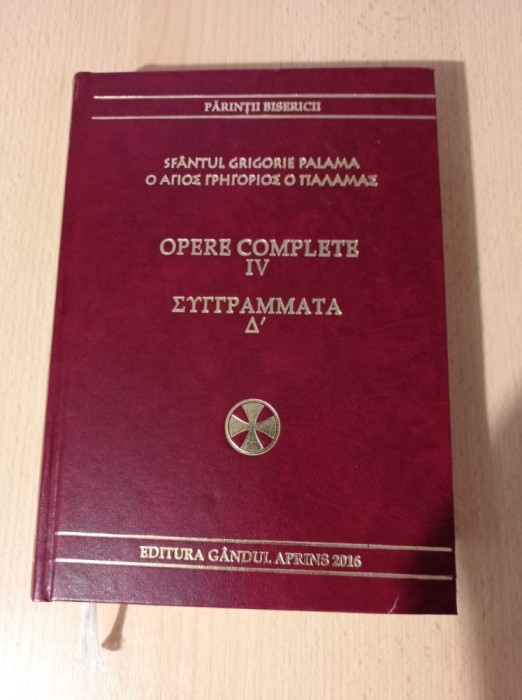 PĂRINȚII BISERICII
SFÂNTUL GRIGORIE PALAMA
Ο ΑΓΙΟΣ ΓΡΗΓΟΡΙΟΣ Ο ΠΑΛΑΜΑΣ
OPERE COMPLETE
IV
ΣΥΓΓΡΑΜΜΑΤΑ
Δ′
EDITURA GÂNDUL APRINS 2016